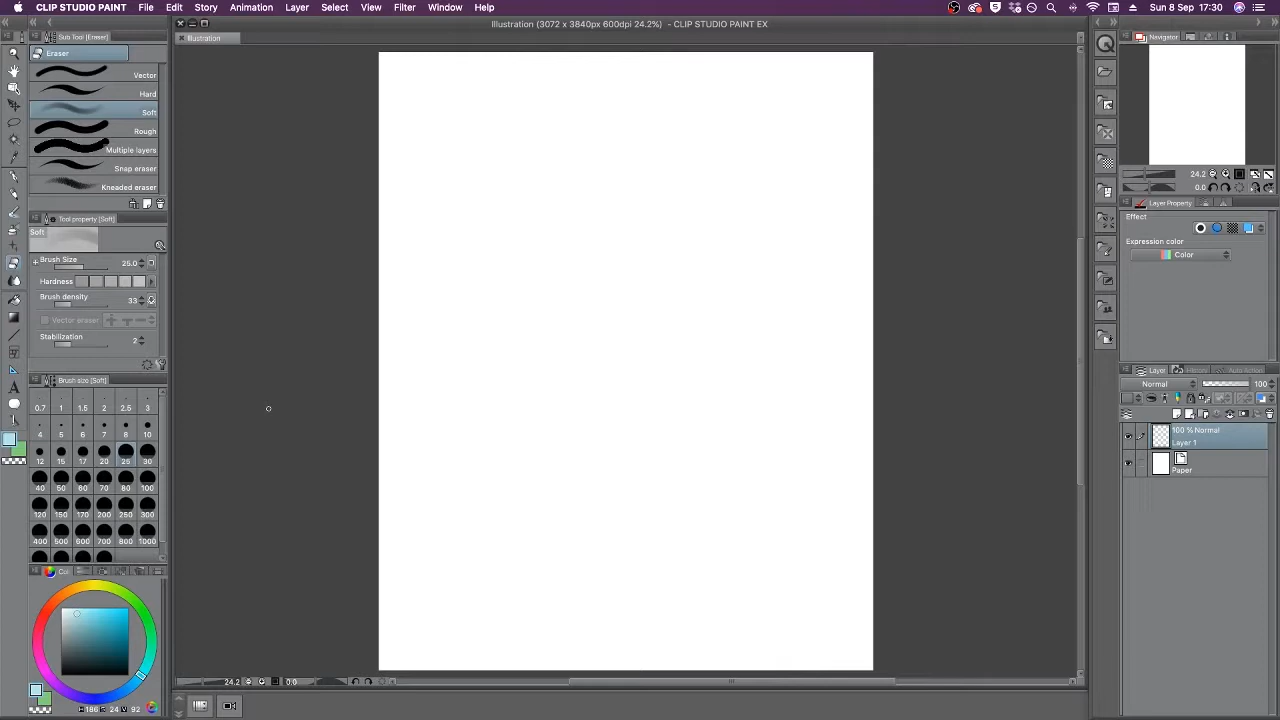 CLIP STUDIO PAINT File Edit Story Animation Layer Select View Filter Window Help
Sun 8 Sep 17:30
Illustration (3072 x 3840px 600dpi 24.2%) - CLIP STUDIO PAINT EX
Illustration
Sub Tool [Eraser]
Eraser
Vector
Hard
Soft
Rough
Multiple layers
Snap eraser
Kneaded eraser
Tool property [Soft]
Soft
Brush Size 25.0
Hardness
Brush density 33
Vector eraser
Stabilization 2
Brush size [Soft]
0.7 1 1.5 2 2.5 3
4 5 6 7 8 10
12 15 17 20 25 30
40 50 60 70 80 100
120 150 170 200 250 300
400 500 600 700 800 1000
H 186 S 24 V 92
24.2 0.0
Navigator
24.2
0.0
Layer Property
Effect
Expression color
Color
Layer History Auto Action
Normal 100
100 % Normal
Layer 1
Paper